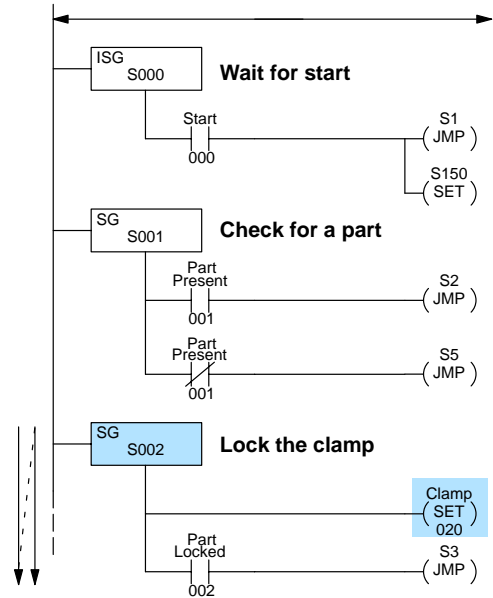 ISG
S000
Wait for start
Start
000
S1
JMP
S150
SET
SG
S001
Check for a part
Part
Present
001
S2
JMP
Part
Present
001
S5
JMP
SG
S002
Lock the clamp
Clamp
SET
020
Part
Locked
002
S3
JMP